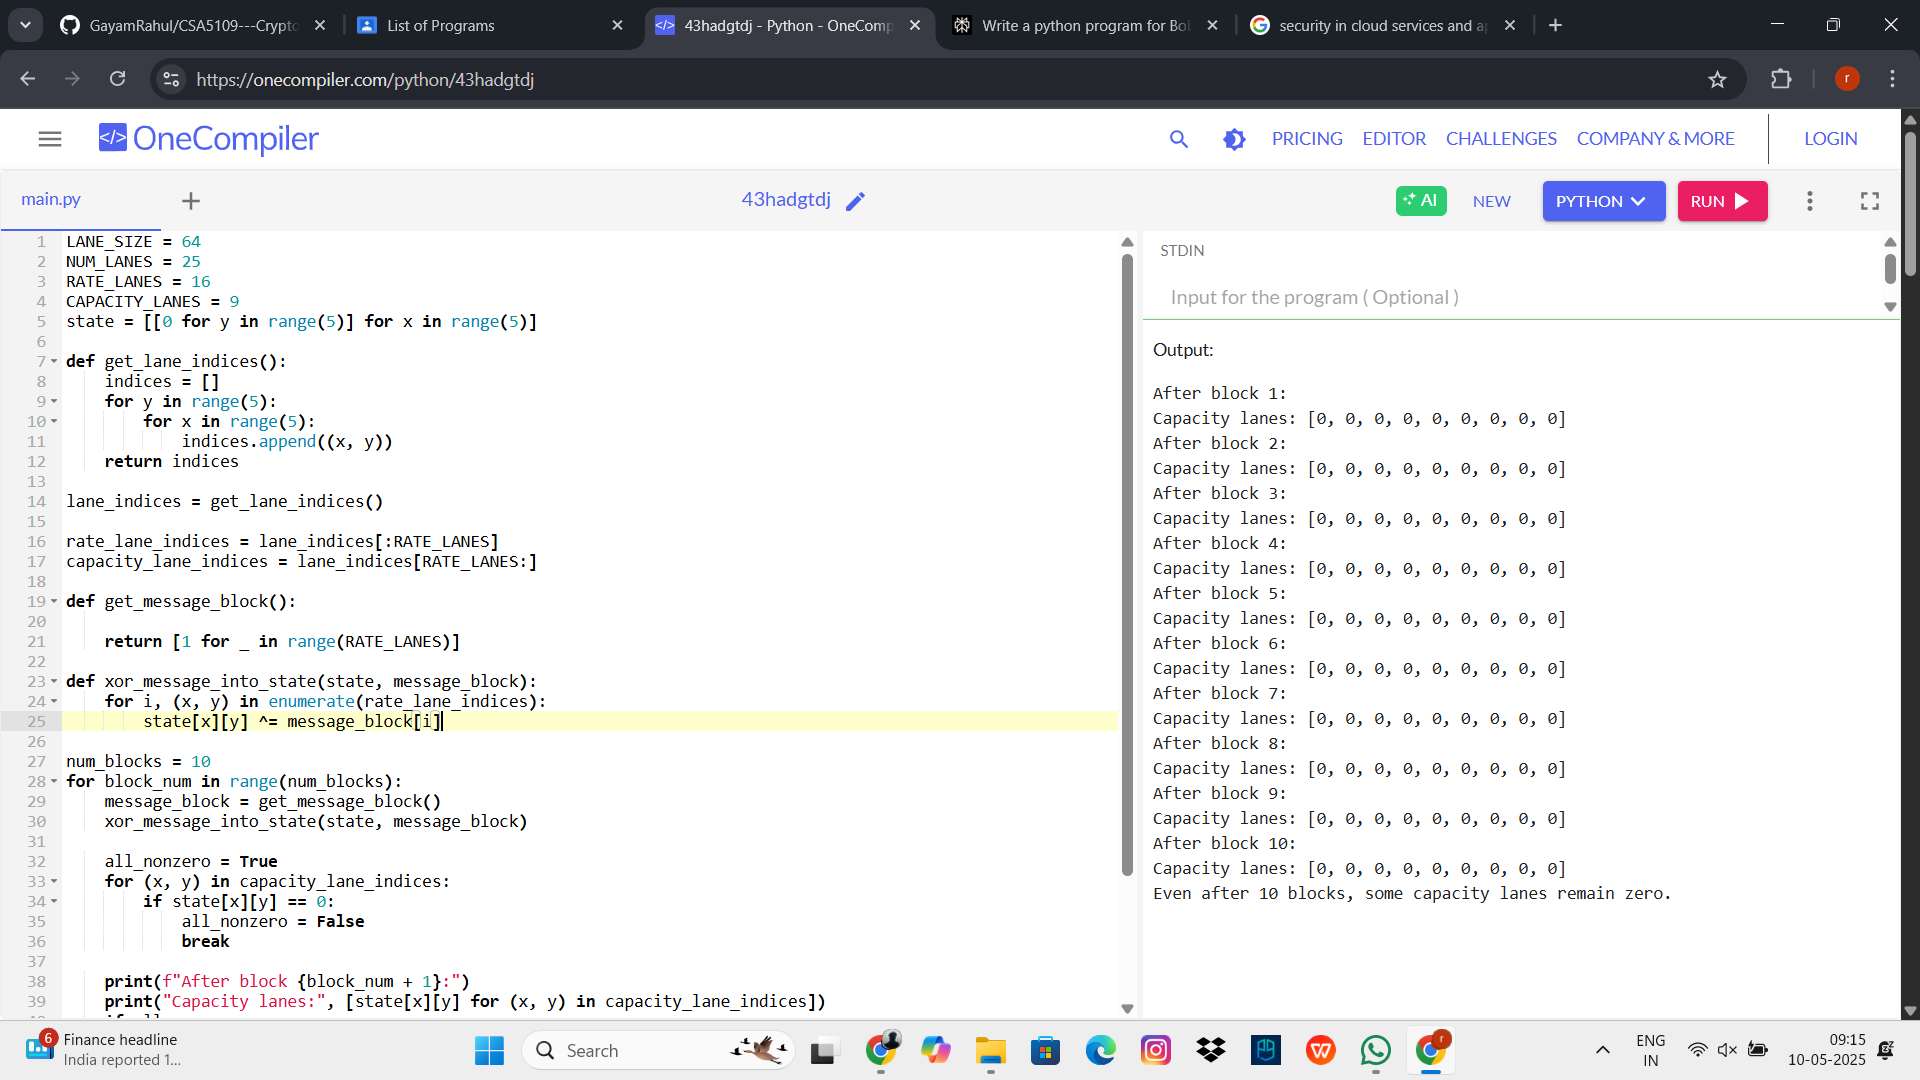 GayamRahul/CSA5109---Crypto
List of Programs
43hadgtdj - Python - OneComp
Write a python program for Bo
security in cloud services and a
https://onecompiler.com/python/43hadgtdj
r
</> OneCompiler
PRICING EDITOR CHALLENGES COMPANY & MORE LOGIN
main.py
43hadgtdj
AI NEW PYTHON RUN
1 LANE_SIZE = 64
2 NUM_LANES = 25
3 RATE_LANES = 16
4 CAPACITY_LANES = 9
5 state = [[0 for y in range(5)] for x in range(5)]
6
7 def get_lane_indices():
8     indices = []
9     for y in range(5):
10         for x in range(5):
11             indices.append((x, y))
12     return indices
13
14 lane_indices = get_lane_indices()
15
16 rate_lane_indices = lane_indices[:RATE_LANES]
17 capacity_lane_indices = lane_indices[RATE_LANES:]
18
19 def get_message_block():
20
21     return [1 for _ in range(RATE_LANES)]
22
23 def xor_message_into_state(state, message_block):
24     for i, (x, y) in enumerate(rate_lane_indices):
25         state[x][y] ^= message_block[i]
26
27 num_blocks = 10
28 for block_num in range(num_blocks):
29     message_block = get_message_block()
30     xor_message_into_state(state, message_block)
31
32     all_nonzero = True
33     for (x, y) in capacity_lane_indices:
34         if state[x][y] == 0:
35             all_nonzero = False
36             break
37
38     print(f"After block {block_num + 1}:")
39     print("Capacity lanes:", [state[x][y] for (x, y) in capacity_lane_indices])
STDIN
Input for the program ( Optional )
Output:
After block 1:
Capacity lanes: [0, 0, 0, 0, 0, 0, 0, 0, 0]
After block 2:
Capacity lanes: [0, 0, 0, 0, 0, 0, 0, 0, 0]
After block 3:
Capacity lanes: [0, 0, 0, 0, 0, 0, 0, 0, 0]
After block 4:
Capacity lanes: [0, 0, 0, 0, 0, 0, 0, 0, 0]
After block 5:
Capacity lanes: [0, 0, 0, 0, 0, 0, 0, 0, 0]
After block 6:
Capacity lanes: [0, 0, 0, 0, 0, 0, 0, 0, 0]
After block 7:
Capacity lanes: [0, 0, 0, 0, 0, 0, 0, 0, 0]
After block 8:
Capacity lanes: [0, 0, 0, 0, 0, 0, 0, 0, 0]
After block 9:
Capacity lanes: [0, 0, 0, 0, 0, 0, 0, 0, 0]
After block 10:
Capacity lanes: [0, 0, 0, 0, 0, 0, 0, 0, 0]
Even after 10 blocks, some capacity lanes remain zero.
6
Finance headline
India reported 1...
Search
ENG
IN
09:15
10-05-2025